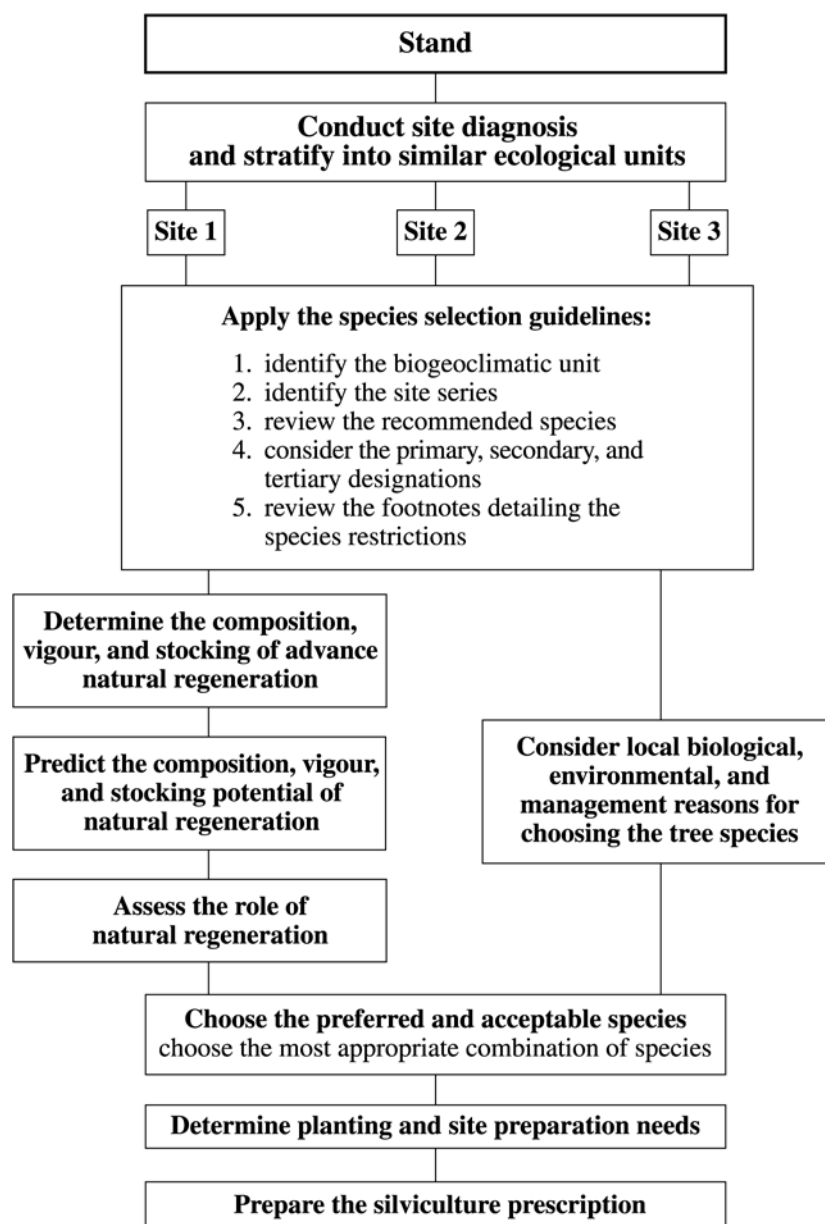 Stand
Conduct site diagnosis
and stratify into similar ecological units
Site 1
Site 2
Site 3
Apply the species selection guidelines:
1. identify the biogeoclimatic unit
2. identify the site series
3. review the recommended species
4. consider the primary, secondary, and
tertiary designations
5. review the footnotes detailing the
species restrictions
Determine the composition,
vigour, and stocking of advance
natural regeneration
Predict the composition, vigour,
and stocking potential of
natural regeneration
Assess the role of
natural regeneration
Consider local biological,
environmental, and
management reasons for
choosing the tree species
Choose the preferred and acceptable species
choose the most appropriate combination of species
Determine planting and site preparation needs
Prepare the silviculture prescription